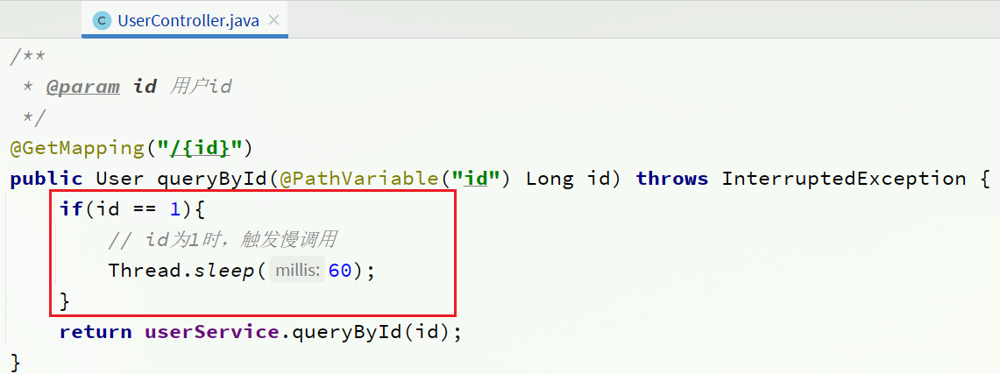 C UserController.java ×
/**
 * @param id 用户id
 */
@GetMapping("/{id}")
public User queryById(@PathVariable("id") Long id) throws InterruptedException {
    if(id == 1){
        // id为1时，触发慢调用
        Thread.sleep( millis: 60);
    }
    return userService.queryById(id);
}